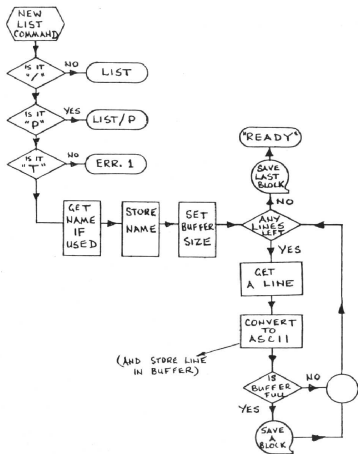 NEW
LIST
COMMAND
IS IT
"/"
NO
LIST
IS IT
"P"
YES
LIST/P
IS IT
"T"
NO
ERR. 1
GET
NAME
IF
USED
STORE
NAME
SET
BUFFER
SIZE
"READY"
SAVE
LAST
BLOCK
NO
ANY
LINES
LEFT
YES
GET
A LINE
CONVERT
TO
ASCII
(AND STORE LINE
IN BUFFER)
IS
BUFFER
FULL
NO
YES
SAVE
A
BLOCK